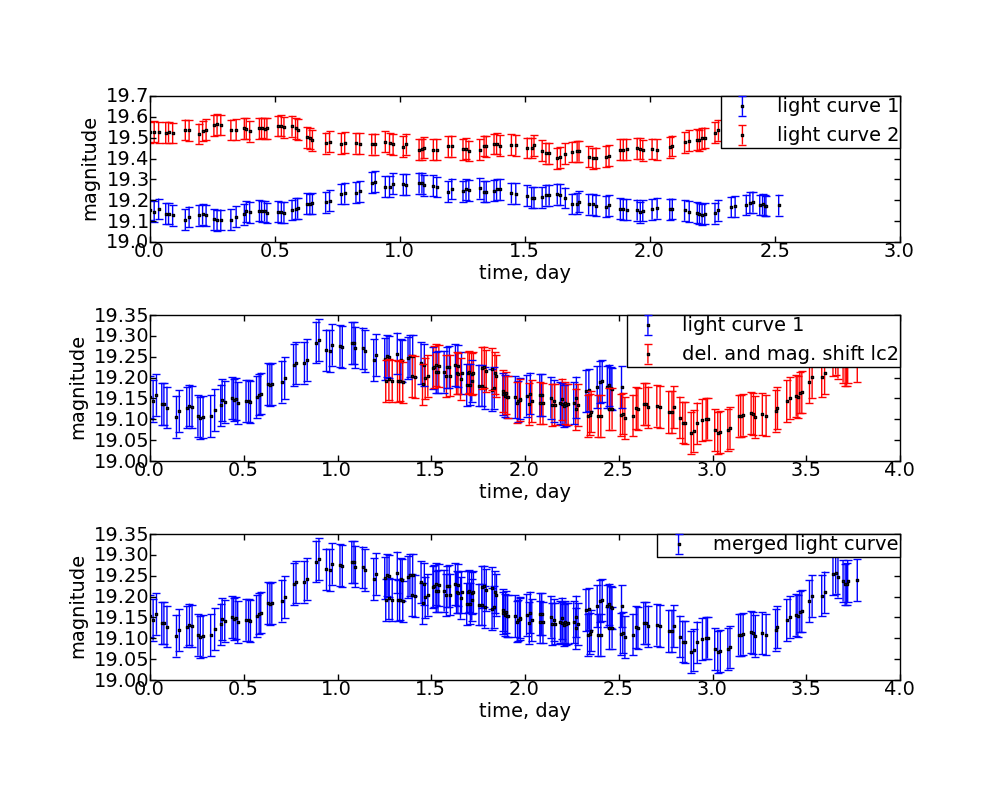 19.7
19.6
19.5
19.4
19.3
19.2
19.1
19.0
magnitude
light curve 1
light curve 2
0.0 0.5 1.0 1.5 2.0 2.5 3.0
time, day
19.35
19.30
19.25
19.20
19.15
19.10
19.05
19.00
magnitude
light curve 1
del. and mag. shift lc2
0.0 0.5 1.0 1.5 2.0 2.5 3.0 3.5 4.0
time, day
19.35
19.30
19.25
19.20
19.15
19.10
19.05
19.00
magnitude
merged light curve
0.0 0.5 1.0 1.5 2.0 2.5 3.0 3.5 4.0
time, day